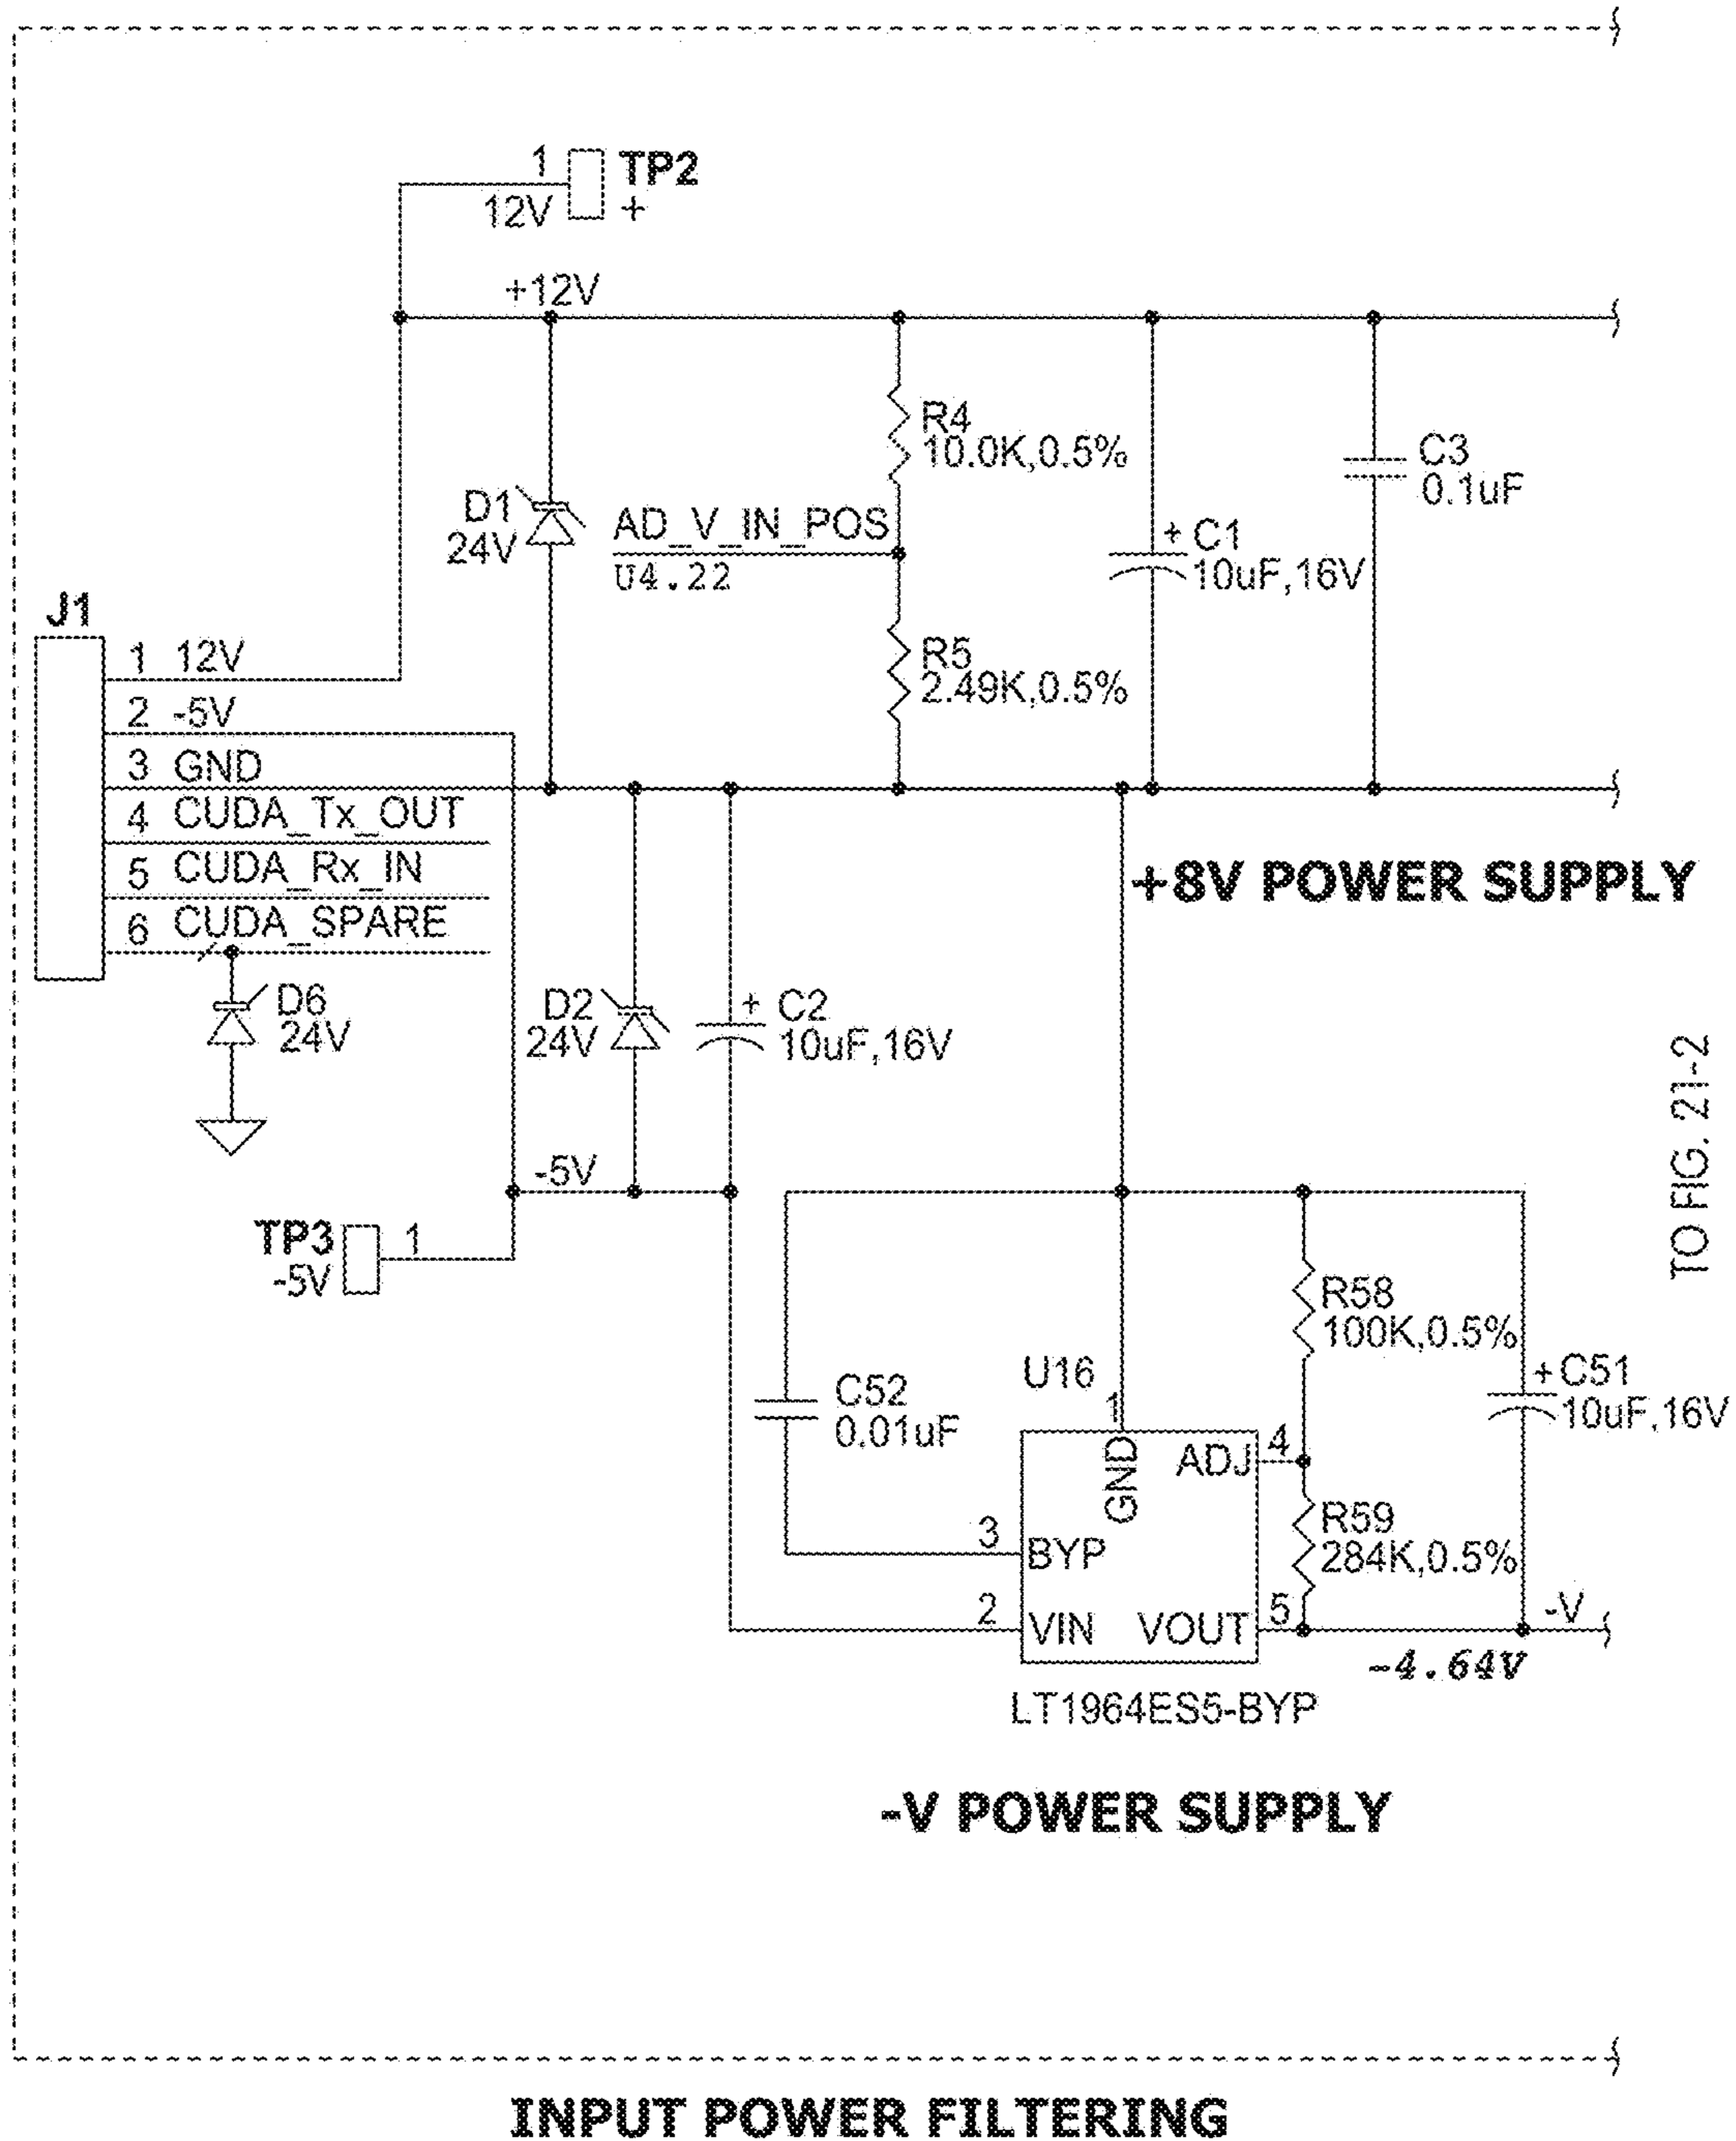 1
TP2
12V
+
+12V
R4
10.0K,0.5%
C3
0.1uF
D1
24V
AD_V_IN_POS
U4.22
+ C1
10uF,16V
J1
1 12V
2 -5V
3 GND
4 CUDA_Tx_OUT
5 CUDA_Rx_IN
6 CUDA_SPARE
R5
2.49K,0.5%
+8V POWER SUPPLY
D6
24V
D2
24V
+ C2
10uF,16V
TO FIG. 21-2
-5V
TP3
-5V
1
R58
100K,0.5%
U16
1
C52
0.01uF
+ C51
10uF,16V
GND
ADJ
4
R59
284K,0.5%
3
BYP
2
VIN
VOUT
5
-V
-4.64V
LT1964ES5-BYP
-V POWER SUPPLY
INPUT POWER FILTERING